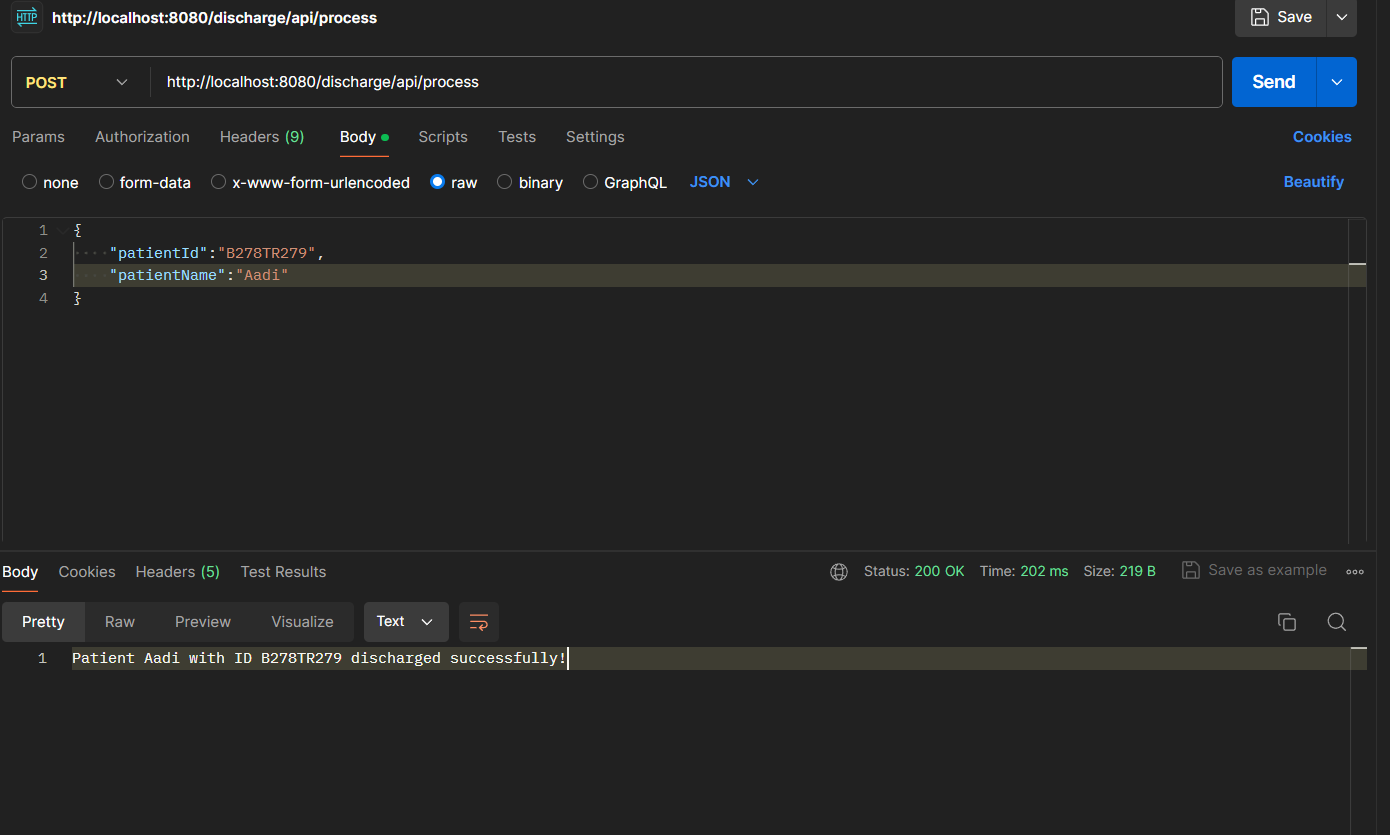 HTTP http://localhost:8080/discharge/api/process Save
POST http://localhost:8080/discharge/api/process Send
Params Authorization Headers (9) Body Scripts Tests Settings Cookies
none form-data x-www-form-urlencoded raw binary GraphQL JSON Beautify
1 {
2 ····"patientId":"B278TR279",
3 ····"patientName":"Aadi"
4 }
Body Cookies Headers (5) Test Results Status: 200 OK Time: 202 ms Size: 219 B Save as example
Pretty Raw Preview Visualize Text
1 Patient Aadi with ID B278TR279 discharged successfully!